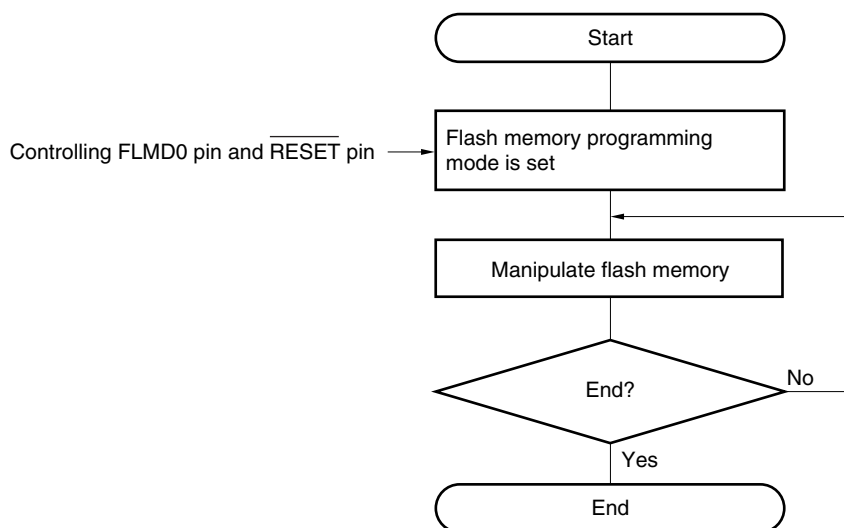 Start
Controlling FLMD0 pin and RESET pin
Flash memory programming
mode is set
Manipulate flash memory
End?
No
Yes
End